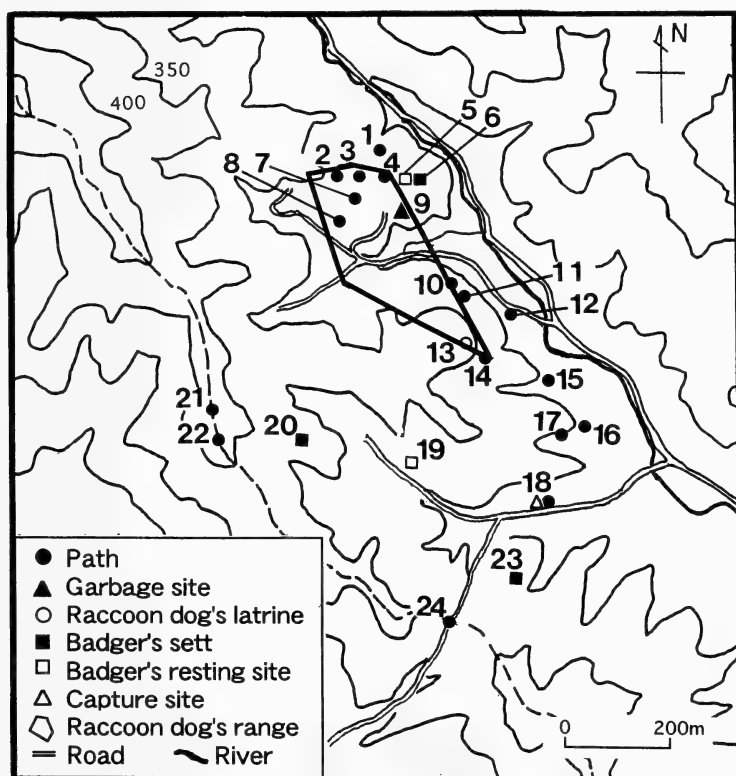 N
350
400
5 6
1
2 3 4
8 7
9
10
11
12
13
14
15
16
17
18
19
20
21
22
23
24
Path
Garbage site
Raccoon dog's latrine
Badger's sett
Badger's resting site
Capture site
Raccoon dog's range
Road River
0 200m